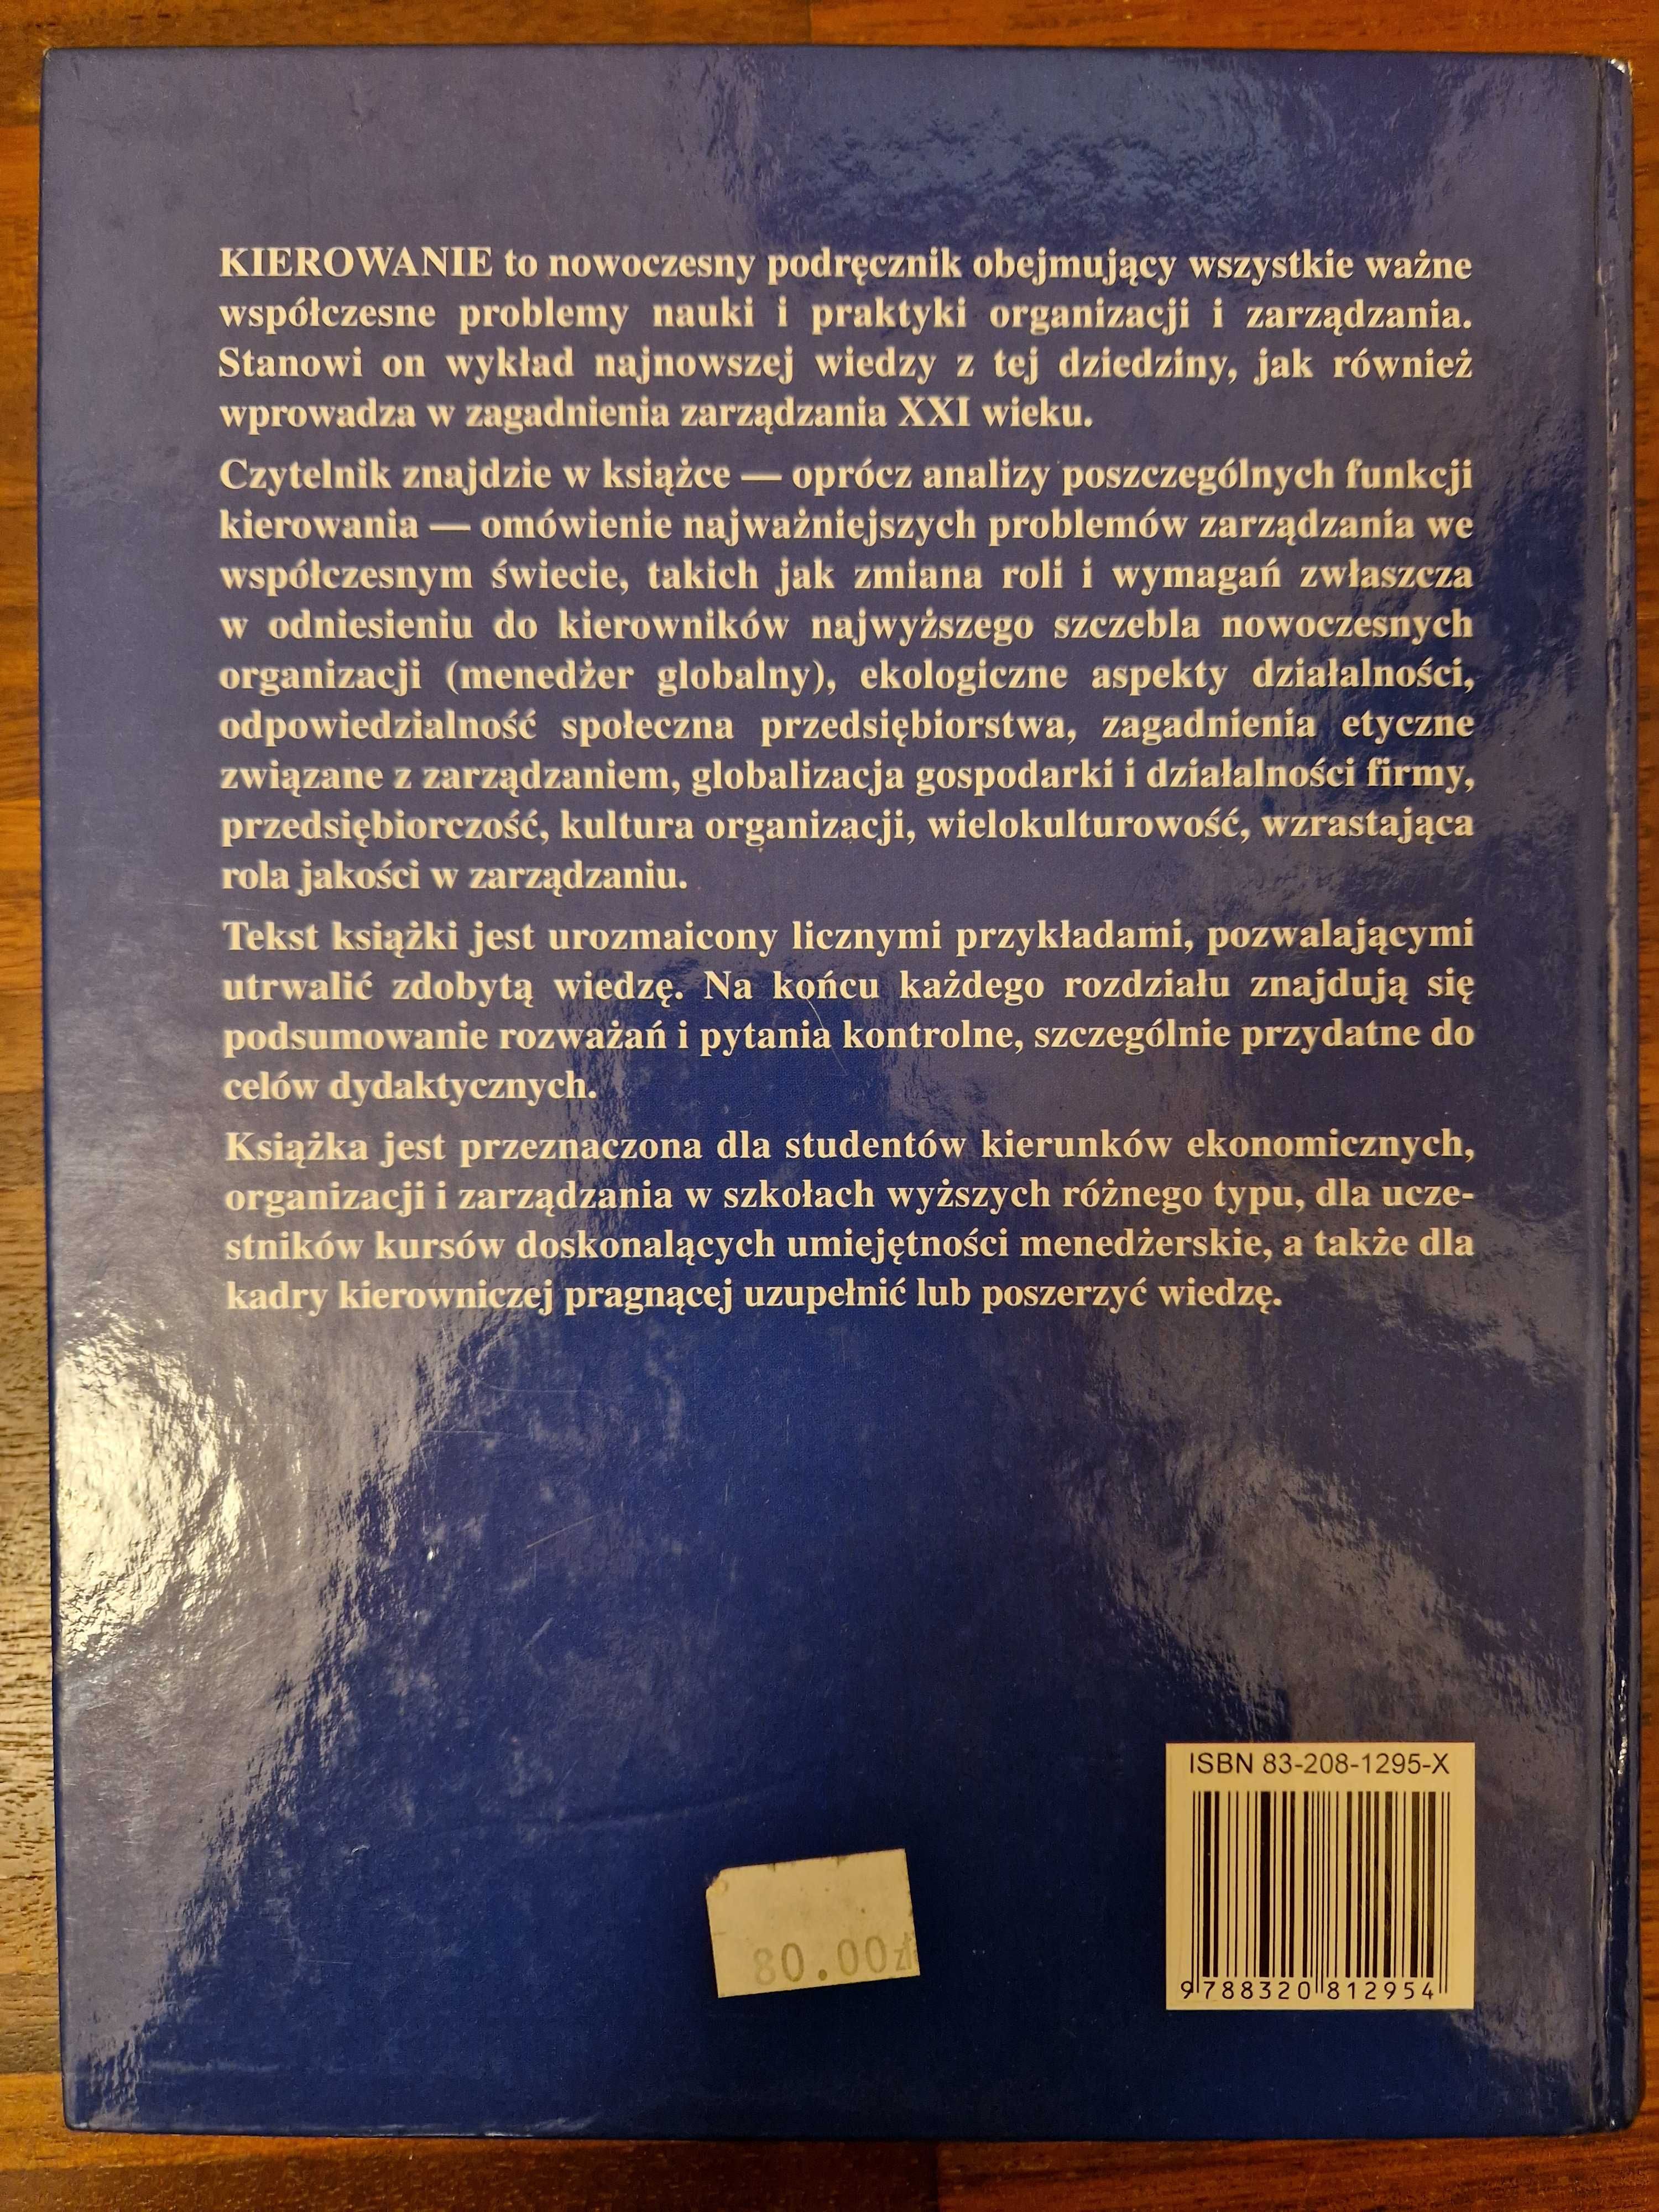 KIEROWANIE to nowoczesny podręcznik obejmujący wszystkie ważne
współczesne problemy nauki i praktyki organizacji i zarządzania.
Stanowi on wykład najnowszej wiedzy z tej dziedziny, jak również
wprowadza w zagadnienia zarządzania XXI wieku.
Czytelnik znajdzie w książce — oprócz analizy poszczególnych funkcji
kierowania — omówienie najważniejszych problemów zarządzania we
współczesnym świecie, takich jak zmiana roli i wymagań zwłaszcza
w odniesieniu do kierowników najwyższego szczebla nowoczesnych
organizacji (menedżer globalny), ekologiczne aspekty działalności,
odpowiedzialność społeczna przedsiębiorstwa, zagadnienia etyczne
związane z zarządzaniem, globalizacja gospodarki i działalności firmy,
przedsiębiorczość, kultura organizacji, wielokulturowość, wzrastająca
rola jakości w zarządzaniu.
Tekst książki jest urozmaicony licznymi przykładami, pozwalającymi
utrwalić zdobytą wiedzę. Na końcu każdego rozdziału znajdują się
podsumowanie rozważań i pytania kontrolne, szczególnie przydatne do
celów dydaktycznych.
Książka jest przeznaczona dla studentów kierunków ekonomicznych,
organizacji i zarządzania w szkołach wyższych różnego typu, dla ucze-
stników kursów doskonalących umiejętności menedżerskie, a także dla
kadry kierowniczej pragnącej uzupełnić lub poszerzyć wiedzę.
ISBN 83-208-1295-X
9 788320 812954
80.00zł